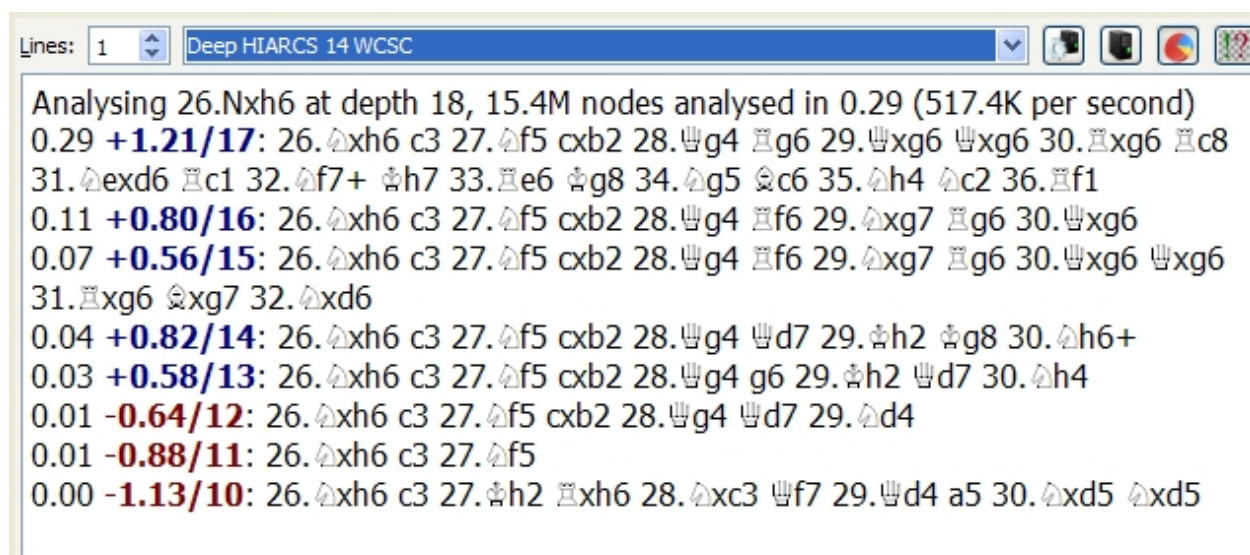 Lines: 1 Deep HIARCS 14 WCSC !?
Analysing 26.Nxh6 at depth 18, 15.4M nodes analysed in 0.29 (517.4K per second)
0.29 +1.21/17: 26.♘xh6 c3 27.♘f5 cxb2 28.♕g4 ♖g6 29.♕xg6 ♕xg6 30.♖xg6 ♖c8
31.♘exd6 ♖c1 32.♘f7+ ♔h7 33.♖e6 ♔g8 34.♘g5 ♗c6 35.♘h4 ♘c2 36.♖f1
0.11 +0.80/16: 26.♘xh6 c3 27.♘f5 cxb2 28.♕g4 ♖f6 29.♘xg7 ♖g6 30.♕xg6
0.07 +0.56/15: 26.♘xh6 c3 27.♘f5 cxb2 28.♕g4 ♖f6 29.♘xg7 ♖g6 30.♕xg6 ♕xg6
31.♖xg6 ♗xg7 32.♘xd6
0.04 +0.82/14: 26.♘xh6 c3 27.♘f5 cxb2 28.♕g4 ♕d7 29.♔h2 ♔g8 30.♘h6+
0.03 +0.58/13: 26.♘xh6 c3 27.♘f5 cxb2 28.♕g4 g6 29.♔h2 ♕d7 30.♘h4
0.01 -0.64/12: 26.♘xh6 c3 27.♘f5 cxb2 28.♕g4 ♕d7 29.♘d4
0.01 -0.88/11: 26.♘xh6 c3 27.♘f5
0.00 -1.13/10: 26.♘xh6 c3 27.♔h2 ♖xh6 28.♘xc3 ♕f7 29.♕d4 a5 30.♘xd5 ♘xd5